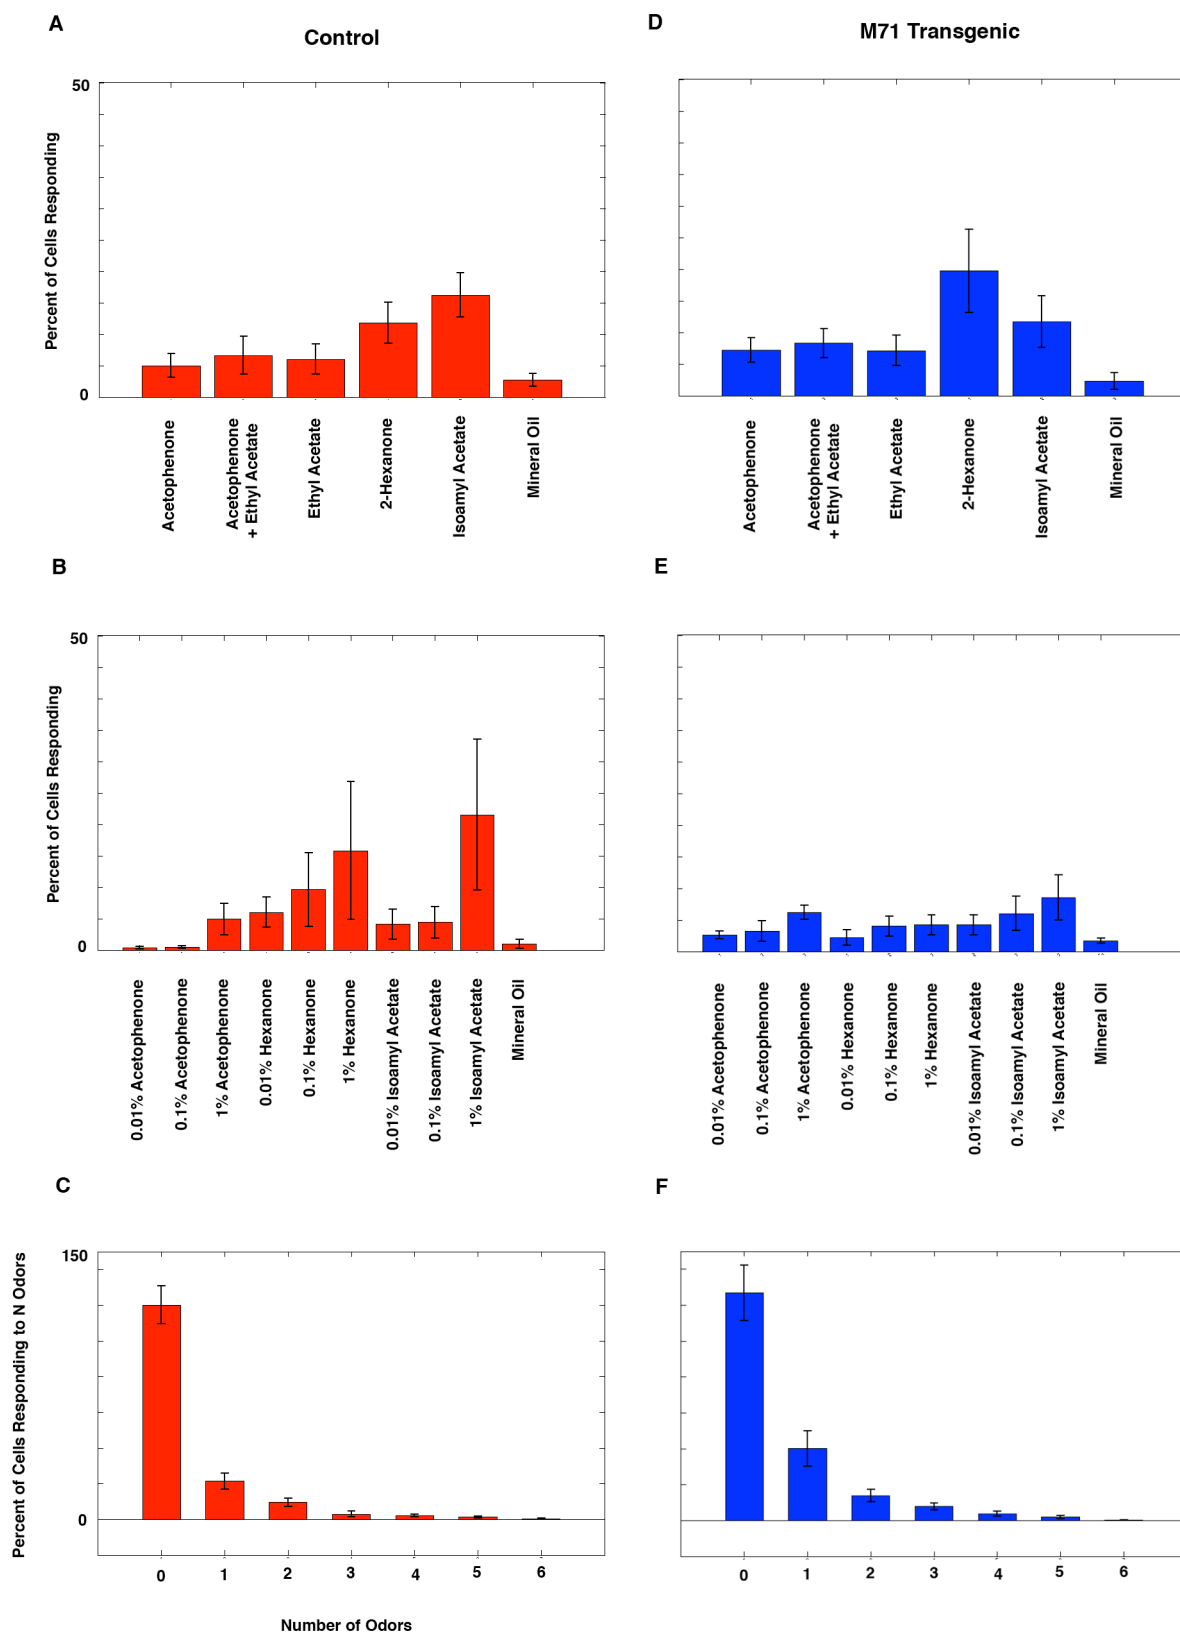 A
Control
50
Percent of Cells Responding
0
Acetophenone
Acetophenone
+ Ethyl Acetate
Ethyl Acetate
2-Hexanone
Isoamyl Acetate
Mineral Oil
D
M71 Transgenic
Acetophenone
Acetophenone
+ Ethyl Acetate
Ethyl Acetate
2-Hexanone
Isoamyl Acetate
Mineral Oil
B
50
Percent of Cells Responding
0
0.01% Acetophenone
0.1% Acetophenone
1% Acetophenone
0.01% Hexanone
0.1% Hexanone
1% Hexanone
0.01% Isoamyl Acetate
0.1% Isoamyl Acetate
1% Isoamyl Acetate
Mineral Oil
E
0.01% Acetophenone
0.1% Acetophenone
1% Acetophenone
0.01% Hexanone
0.1% Hexanone
1% Hexanone
0.01% Isoamyl Acetate
0.1% Isoamyl Acetate
1% Isoamyl Acetate
Mineral Oil
C
150
Percent of Cells Responding to N Odors
0
0 1 2 3 4 5 6
Number of Odors
F
0 1 2 3 4 5 6